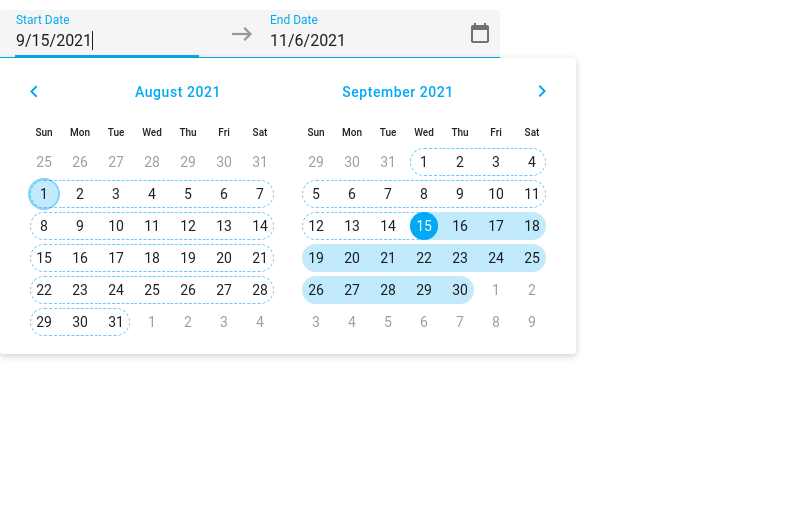 Start Date End Date
9/15/2021 11/6/2021
August 2021 September 2021
Sun Mon Tue Wed Thu Fri Sat Sun Mon Tue Wed Thu Fri Sat
25 26 27 28 29 30 31 29 30 31 1 2 3 4
1 2 3 4 5 6 7 5 6 7 8 9 10 11
8 9 10 11 12 13 14 12 13 14 15 16 17 18
15 16 17 18 19 20 21 19 20 21 22 23 24 25
22 23 24 25 26 27 28 26 27 28 29 30 1 2
29 30 31 1 2 3 4 3 4 5 6 7 8 9